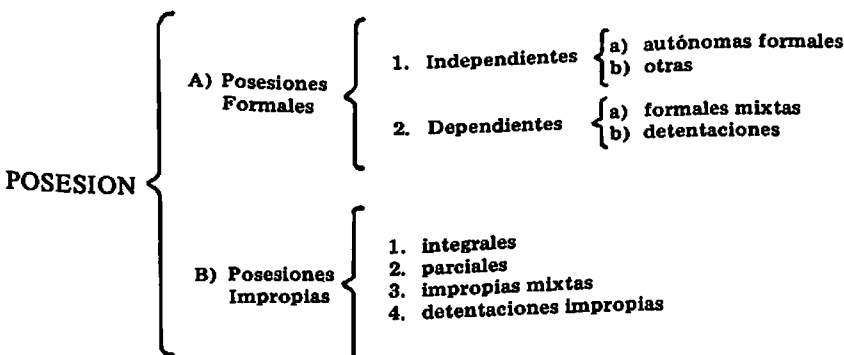 POSESION
A) Posesiones
Formales
1. Independientes
a) autónomas formales
b) otras
2. Dependientes
a) formales mixtas
b) detentaciones
B) Posesiones
Impropias
1. integrales
2. parciales
3. impropias mixtas
4. detentaciones impropias